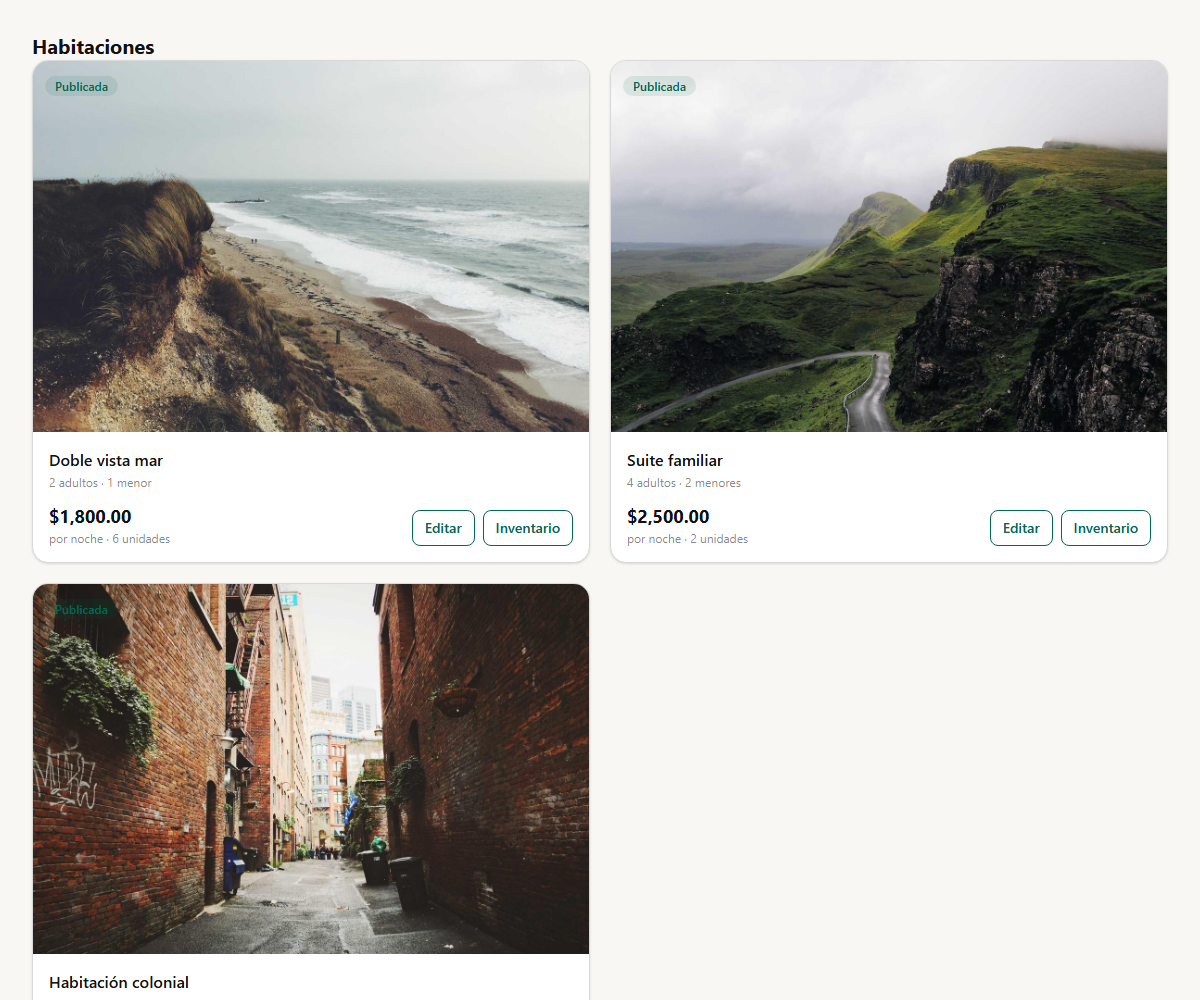 Habitaciones
Publicada
Publicada
Doble vista mar
2 adultos · 1 menor
$1,800.00
por noche · 6 unidades
Editar
Inventario
Suite familiar
4 adultos · 2 menores
$2,500.00
por noche · 2 unidades
Editar
Inventario
Publicada
12
Habitación colonial